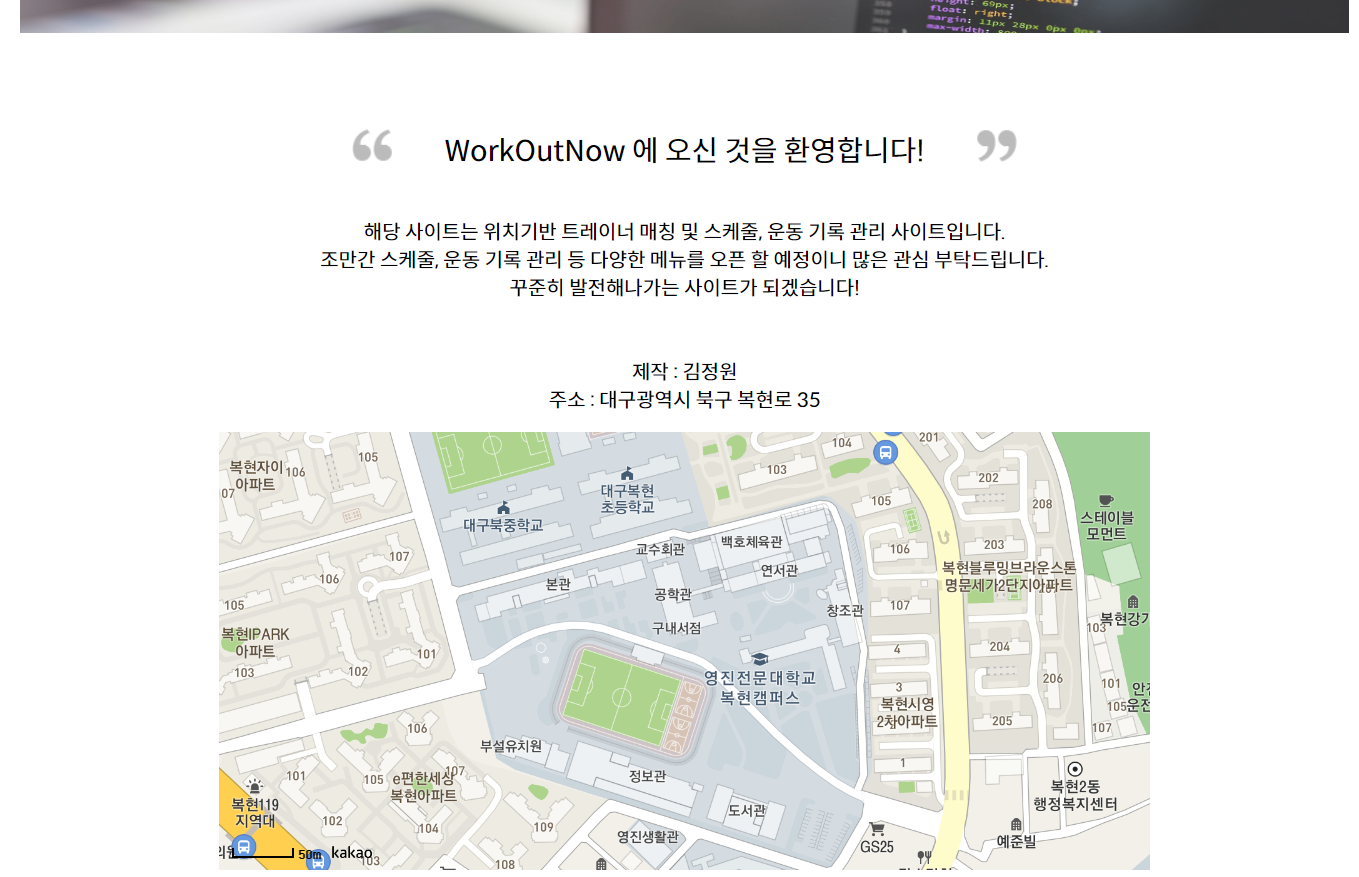 height: 69px;
float: right;
margin: 11px 28px 0px 0px;
“ WorkOutNow 에 오신 것을 환영합니다! ”
해당 사이트는 위치기반 트레이너 매칭 및 스케줄, 운동 기록 관리 사이트입니다.
조만간 스케줄, 운동 기록 관리 등 다양한 메뉴를 오픈 할 예정이니 많은 관심 부탁드립니다.
꾸준히 발전해나가는 사이트가 되겠습니다!
제작 : 김정원
주소 : 대구광역시 북구 복현로 35
104
201
복현자이
아파트
106
105
103
202
대구복현
초등학교
208
105
스테이블
모먼트
대구북중학교
107
교수회관
백호체육관
106
203
106
본관
공학관
연서관
복현블루밍브라운스톤
명문세가2단지아파트
105
창조관
107
복현강가
103
복현IPARK
아파트
구내서점
101
4
204
103
102
영진전문대학교
복현캠퍼스
3
206
101
복현시영
2차아파트
105
205
107
106
부설유치원
101
105
e편한세상
복현아파트
107
정보관
1
복현2동
행정복지센터
복현119
지역대
102
104
109
도서관
영진생활관
GS25
예준빌
50m
kakao
103
108